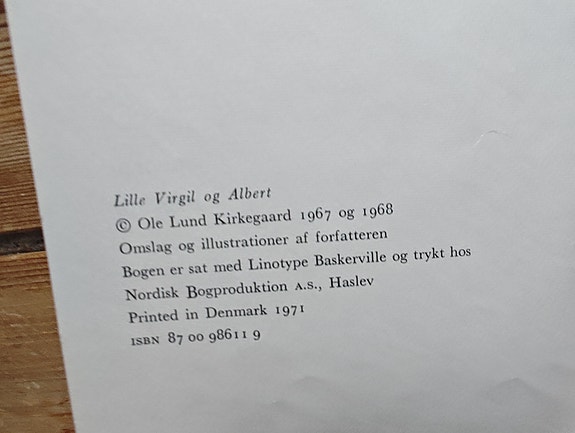 Lille Virgil og Albert
© Ole Lund Kirkegaard 1967 og 1968
Omslag og illustrationer af forfatteren
Bogen er sat med Linotype Baskerville og trykt hos
Nordisk Bogproduktion A.S., Haslev
Printed in Denmark 1971
ISBN 87 00 98611 9